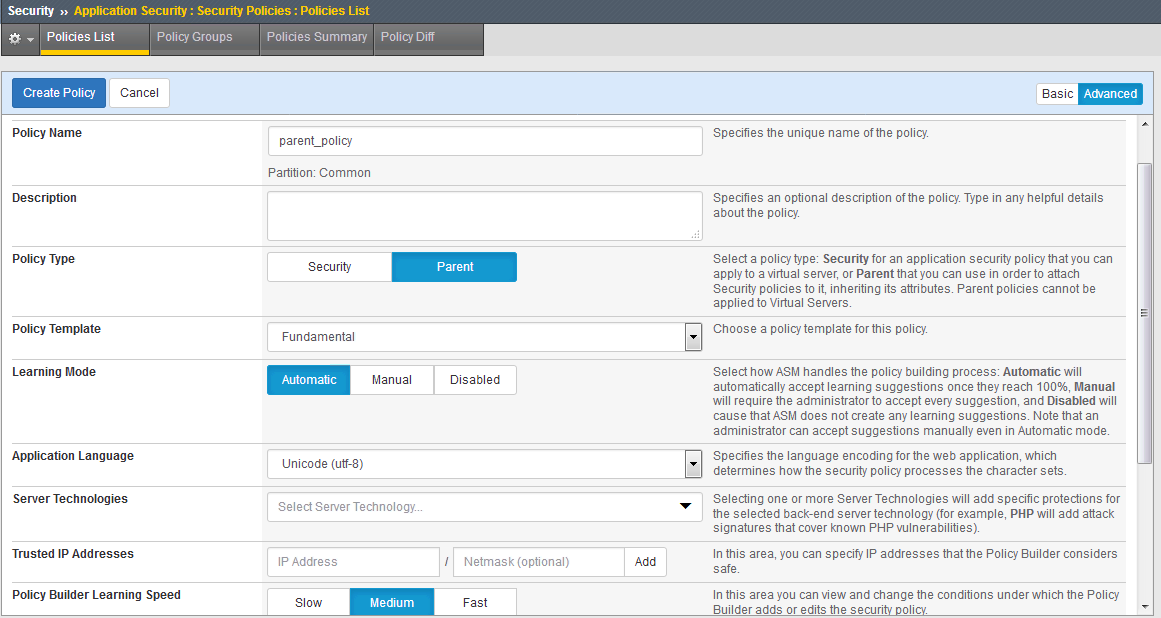 Security » Application Security : Security Policies : Policies List
Policies List Policy Groups Policies Summary Policy Diff
Create Policy Cancel Basic Advanced
Policy Name
parent_policy
Specifies the unique name of the policy.
Partition: Common
Description
Specifies an optional description of the policy. Type in any helpful details
about the policy.
Policy Type
Security Parent
Select a policy type: Security for an application security policy that you can
apply to a virtual server, or Parent that you can use in order to attach
Security policies to it, inheriting its attributes. Parent policies cannot be
applied to Virtual Servers.
Policy Template
Fundamental
Choose a policy template for this policy.
Learning Mode
Automatic Manual Disabled
Select how ASM handles the policy building process: Automatic will
automatically accept learning suggestions once they reach 100%, Manual
will require the administrator to accept every suggestion, and Disabled will
cause that ASM does not create any learning suggestions. Note that an
administrator can accept suggestions manually even in Automatic mode.
Application Language
Unicode (utf-8)
Specifies the language encoding for the web application, which
determines how the security policy processes the character sets.
Server Technologies
Select Server Technology...
Selecting one or more Server Technologies will add specific protections for
the selected back-end server technology (for example, PHP will add attack
signatures that cover known PHP vulnerabilities).
Trusted IP Addresses
IP Address / Netmask (optional) Add
In this area, you can specify IP addresses that the Policy Builder considers
safe.
Policy Builder Learning Speed
Slow Medium Fast
In this area you can view and change the conditions under which the Policy
Builder adds or edits the security policy.